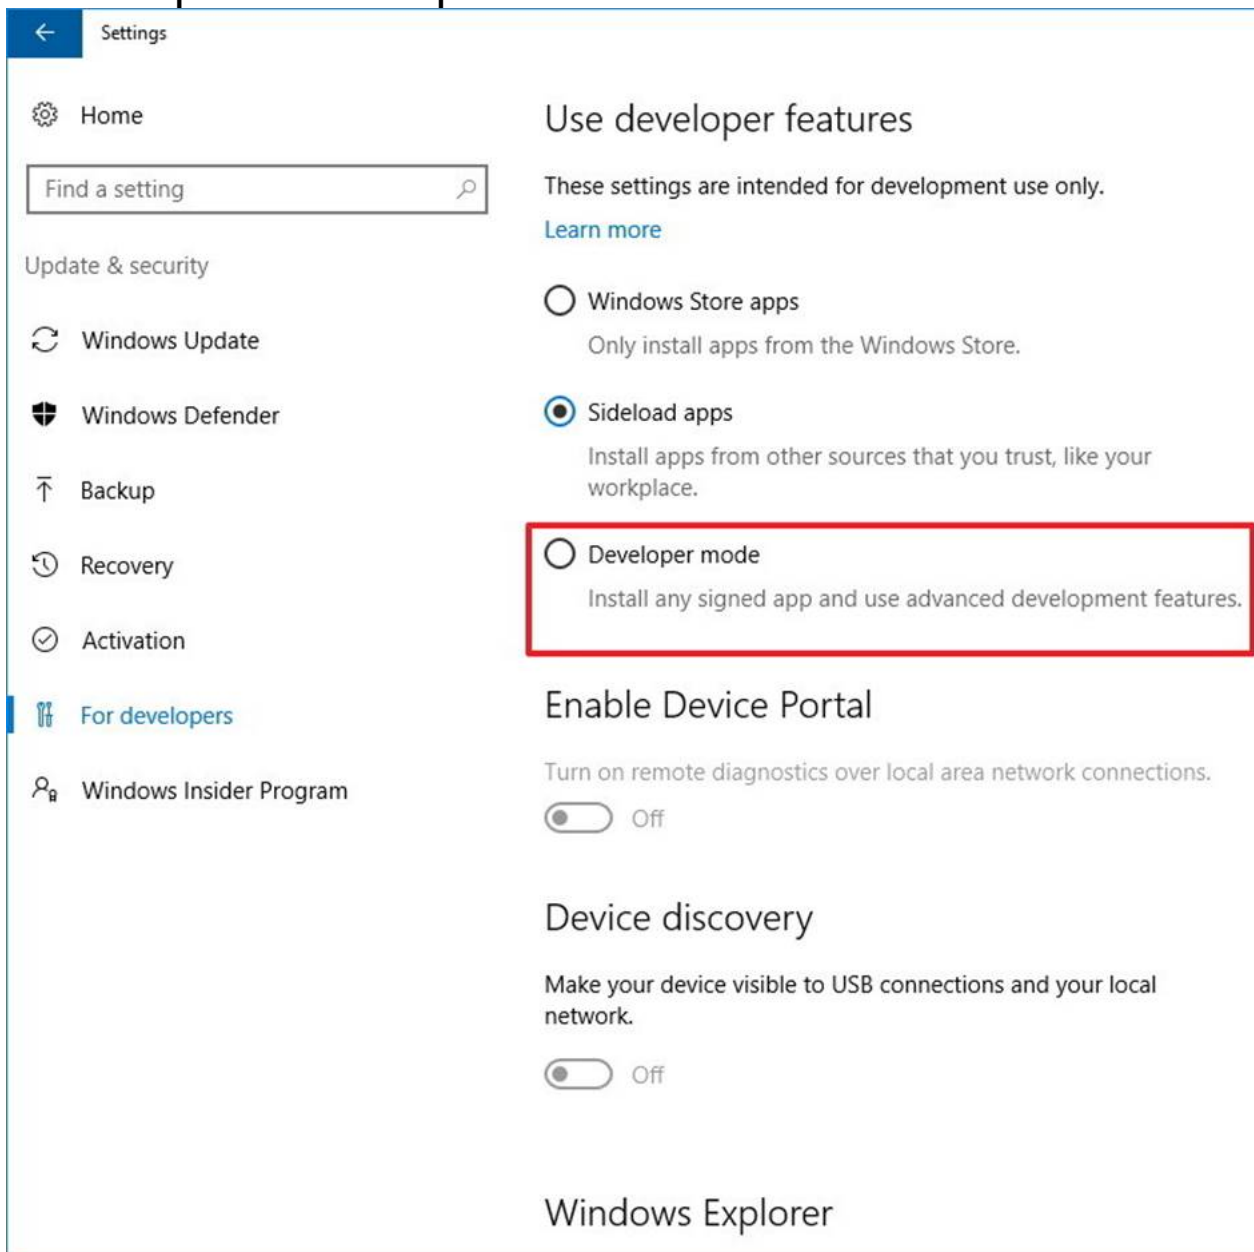 Settings
Home
Find a setting
Update & security
Windows Update
Windows Defender
Backup
Recovery
Activation
For developers
Windows Insider Program
Use developer features
These settings are intended for development use only.
Learn more
Windows Store apps
Only install apps from the Windows Store.
Sideload apps
Install apps from other sources that you trust, like your
workplace.
Developer mode
Install any signed app and use advanced development features.
Enable Device Portal
Turn on remote diagnostics over local area network connections.
Off
Device discovery
Make your device visible to USB connections and your local
network.
Off
Windows Explorer